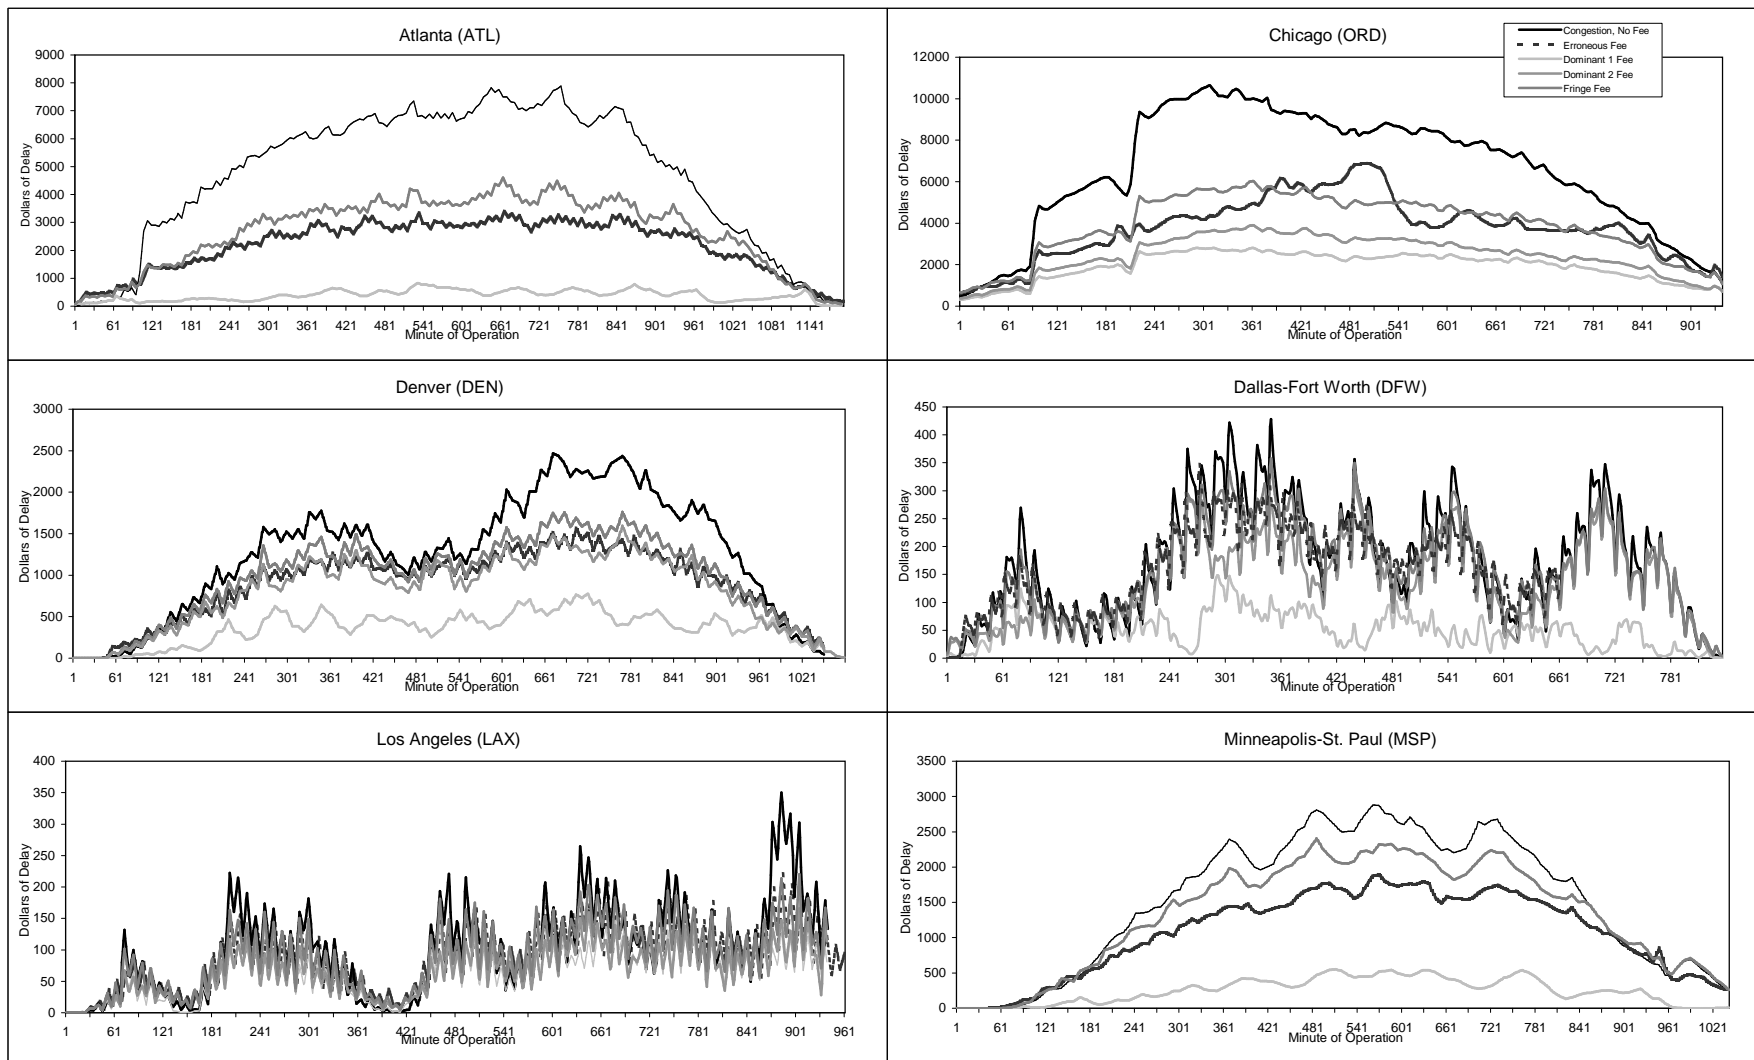 Atlanta (ATL)
Dollars of Delay
9000
8000
7000
6000
5000
4000
3000
2000
1000
0
1 61 121 181 241 301 361 421 481 541 601 661 721 781 841 901 961 1021 1081 1141
Minute of Operation
Chicago (ORD)
Congestion, No Fee
Erroneous Fee
Dominant 1 Fee
Dominant 2 Fee
Fringe Fee
Dollars of Delay
12000
10000
8000
6000
4000
2000
0
1 61 121 181 241 301 361 421 481 541 601 661 721 781 841 901
Minute of Operation
Denver (DEN)
Dollars of Delay
3000
2500
2000
1500
1000
500
0
1 61 121 181 241 301 361 421 481 541 601 661 721 781 841 901 961 1021
Minute of Operation
Dallas-Fort Worth (DFW)
Dollars of Delay
450
400
350
300
250
200
150
100
50
0
1 61 121 181 241 301 361 421 481 541 601 661 721 781
Minute of Operation
Los Angeles (LAX)
Dollars of Delay
400
350
300
250
200
150
100
50
0
1 61 121 181 241 301 361 421 481 541 601 661 721 781 841 901 961
Minute of Operation
Minneapolis-St. Paul (MSP)
Dollars of Delay
3500
3000
2500
2000
1500
1000
500
0
1 61 121 181 241 301 361 421 481 541 601 661 721 781 841 901 961 1021
Minute of Operation